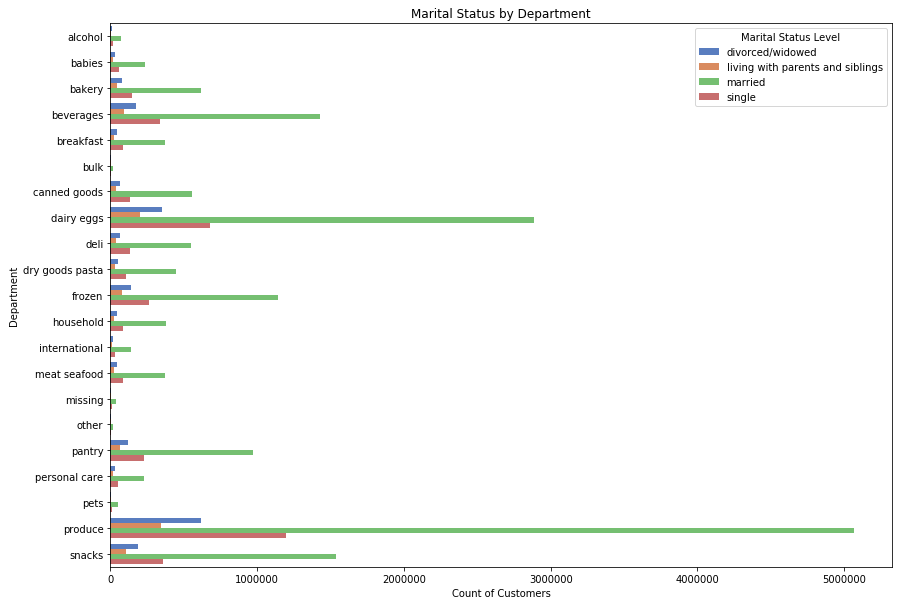 Marital Status by Department
Marital Status Level
divorced/widowed
living with parents and siblings
married
single
Department
alcohol
babies
bakery
beverages
breakfast
bulk
canned goods
dairy eggs
deli
dry goods pasta
frozen
household
international
meat seafood
missing
other
pantry
personal care
pets
produce
snacks
0 1000000 2000000 3000000 4000000 5000000
Count of Customers